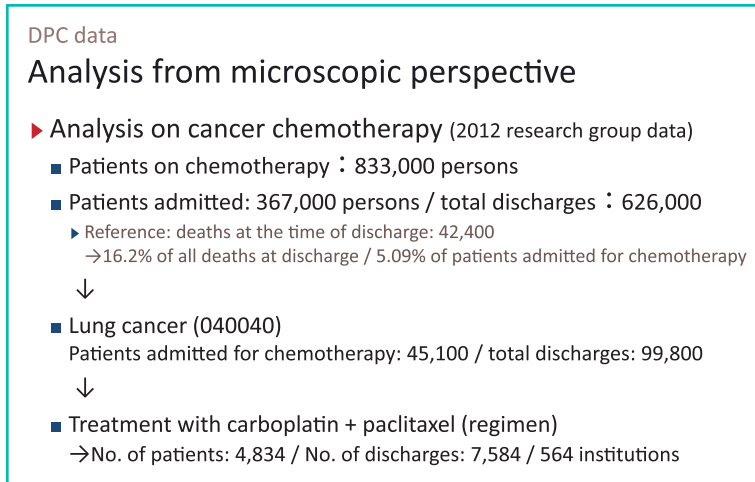 DPC data
Analysis from microscopic perspective
Analysis on cancer chemotherapy (2012 research group data)
Patients on chemotherapy：833,000 persons
Patients admitted: 367,000 persons / total discharges：626,000
Reference: deaths at the time of discharge: 42,400
→16.2% of all deaths at discharge / 5.09% of patients admitted for chemotherapy
↓
Lung cancer (040040)
Patients admitted for chemotherapy: 45,100 / total discharges: 99,800
↓
Treatment with carboplatin + paclitaxel (regimen)
→No. of patients: 4,834 / No. of discharges: 7,584 / 564 institutions